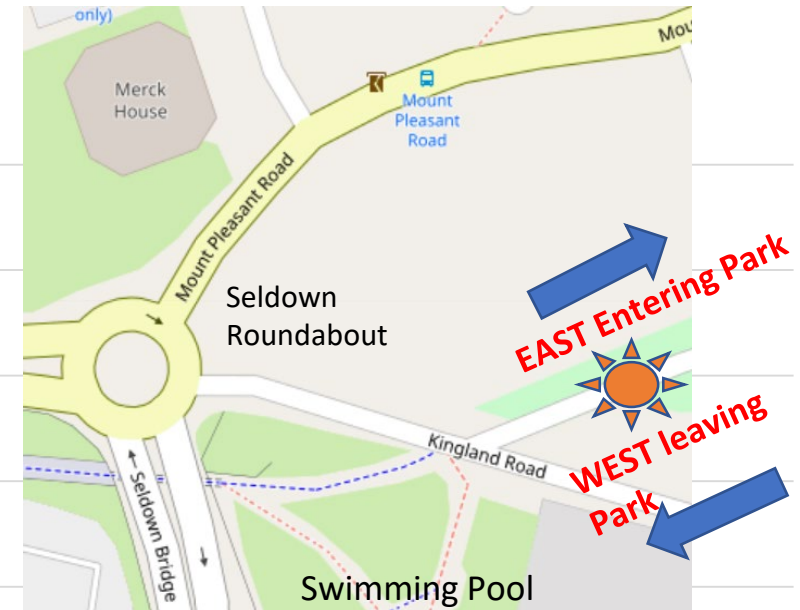 only)
Mou
Merck
House
Mount
Pleasant
Road
Mount Pleasant Road
Seldown
Roundabout
EAST Entering Park
Kingland Road
WEST leaving
Park
← Seldown Bridge
Swimming Pool